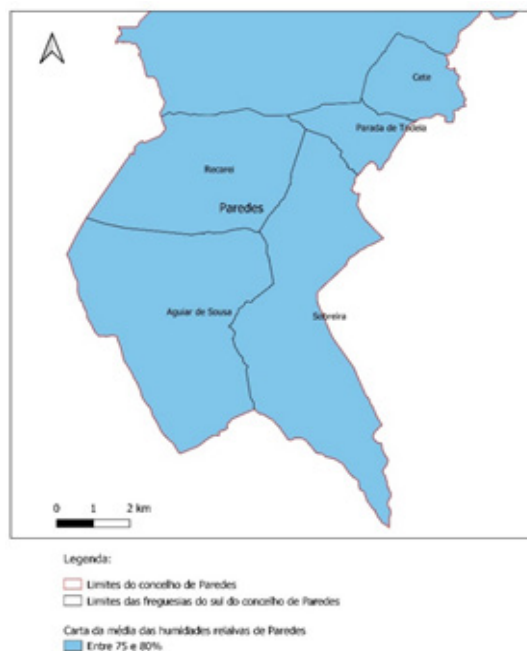 Cete
Parada de Todeia
Recarei
Paredes
Aguiar de Sousa
Sobreira
0 1 2 km
Legenda:
Limites do concelho de Paredes
Limites das freguesias do sul do concelho de Paredes
Carta da média das humidades relaivas de Paredes
Entre 75 e 80%